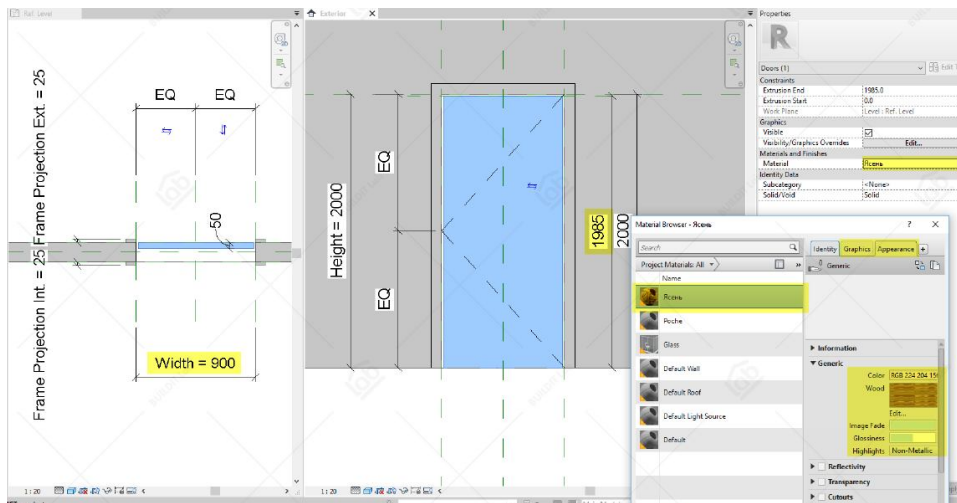 Ref. Level
Exterior
Properties
Doors (1)
Edit T
Constraints
Extrusion End 1985.0
Extrusion Start 0.0
Work Plane Level : Ref. Level
Graphics
Visible
Visibility/Graphics Overrides Edit...
Materials and Finishes
Material Ясень
Identity Data
Subcategory <None>
Solid/Void Solid
Frame Projection Int. = 25
Frame Projection Ext. = 25
EQ EQ
50
Width = 900
EQ
EQ
Height = 2000
1985
2000
Material Browser - Ясень
? X
Search
Identity Graphics Appearance +
Project Materials: All
Generic
Name
Ясень
Poche
Glass
Default Wall
Default Roof
Default Light Source
Default
Information
Generic
Color RGB 224 204 15
Wood
Edit...
Image Fade
Glossiness
Highlights Non-Metallic
Reflectivity
Transparency
Cutouts
1 : 20
1 : 20